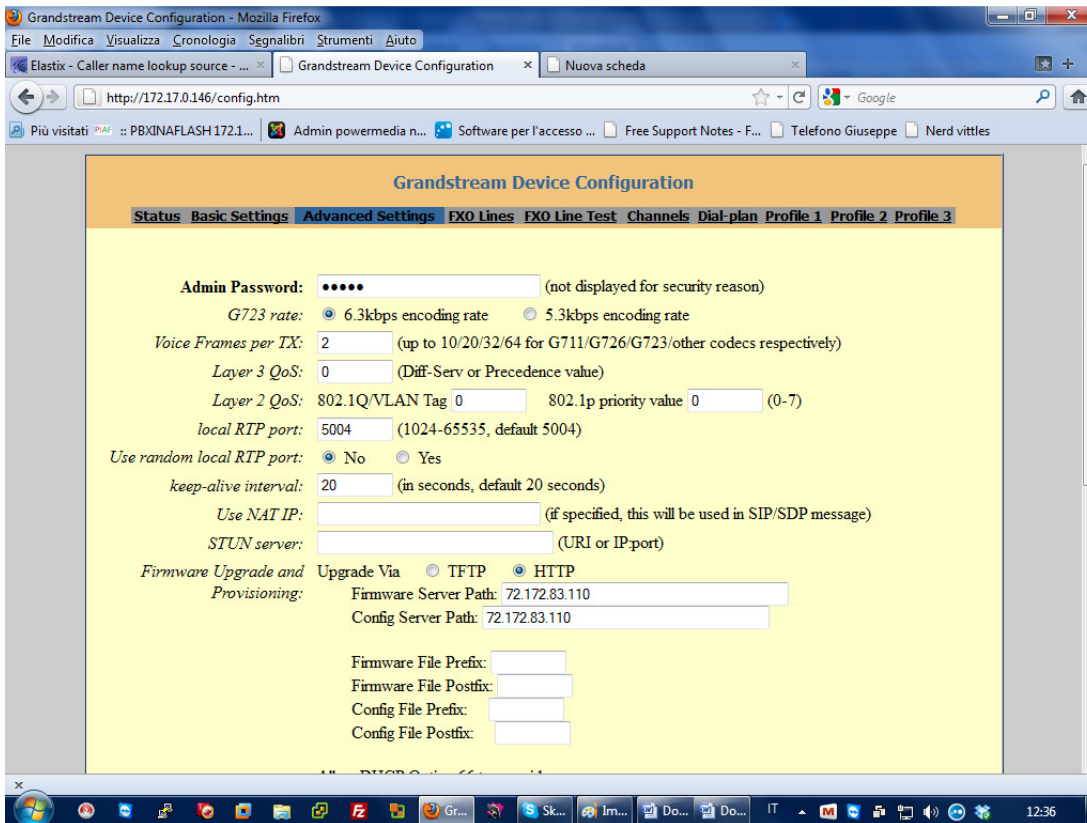 Grandstream Device Configuration - Mozilla Firefox
File Modifica Visualizza Cronologia Segnalibri Strumenti Aiuto
Elastix - Caller name lookup source - ... Grandstream Device Configuration Nuova scheda
http://172.17.0.146/config.htm Google
Più visitati PIAF :: PBXINAFLASH 172.1... Admin powermedia n... Software per l'accesso ... Free Support Notes - F... Telefono Giuseppe Nerd vittles
Grandstream Device Configuration
Status Basic Settings Advanced Settings FXO Lines FXO Line Test Channels Dial-plan Profile 1 Profile 2 Profile 3
Admin Password: ••••• (not displayed for security reason)
G723 rate: 6.3kbps encoding rate 5.3kbps encoding rate
Voice Frames per TX: 2 (up to 10/20/32/64 for G711/G726/G723/other codecs respectively)
Layer 3 QoS: 0 (Diff-Serv or Precedence value)
Layer 2 QoS: 802.1Q/VLAN Tag 0 802.1p priority value 0 (0-7)
local RTP port: 5004 (1024-65535, default 5004)
Use random local RTP port: No Yes
keep-alive interval: 20 (in seconds, default 20 seconds)
Use NAT IP: (if specified, this will be used in SIP/SDP message)
STUN server: (URI or IP:port)
Firmware Upgrade and Upgrade Via TFTP HTTP
Provisioning: Firmware Server Path: 72.172.83.110
Config Server Path: 72.172.83.110
Firmware File Prefix:
Firmware File Postfix:
Config File Prefix:
Config File Postfix:
Gr... Sk... Im... Do... Do... IT 12:36